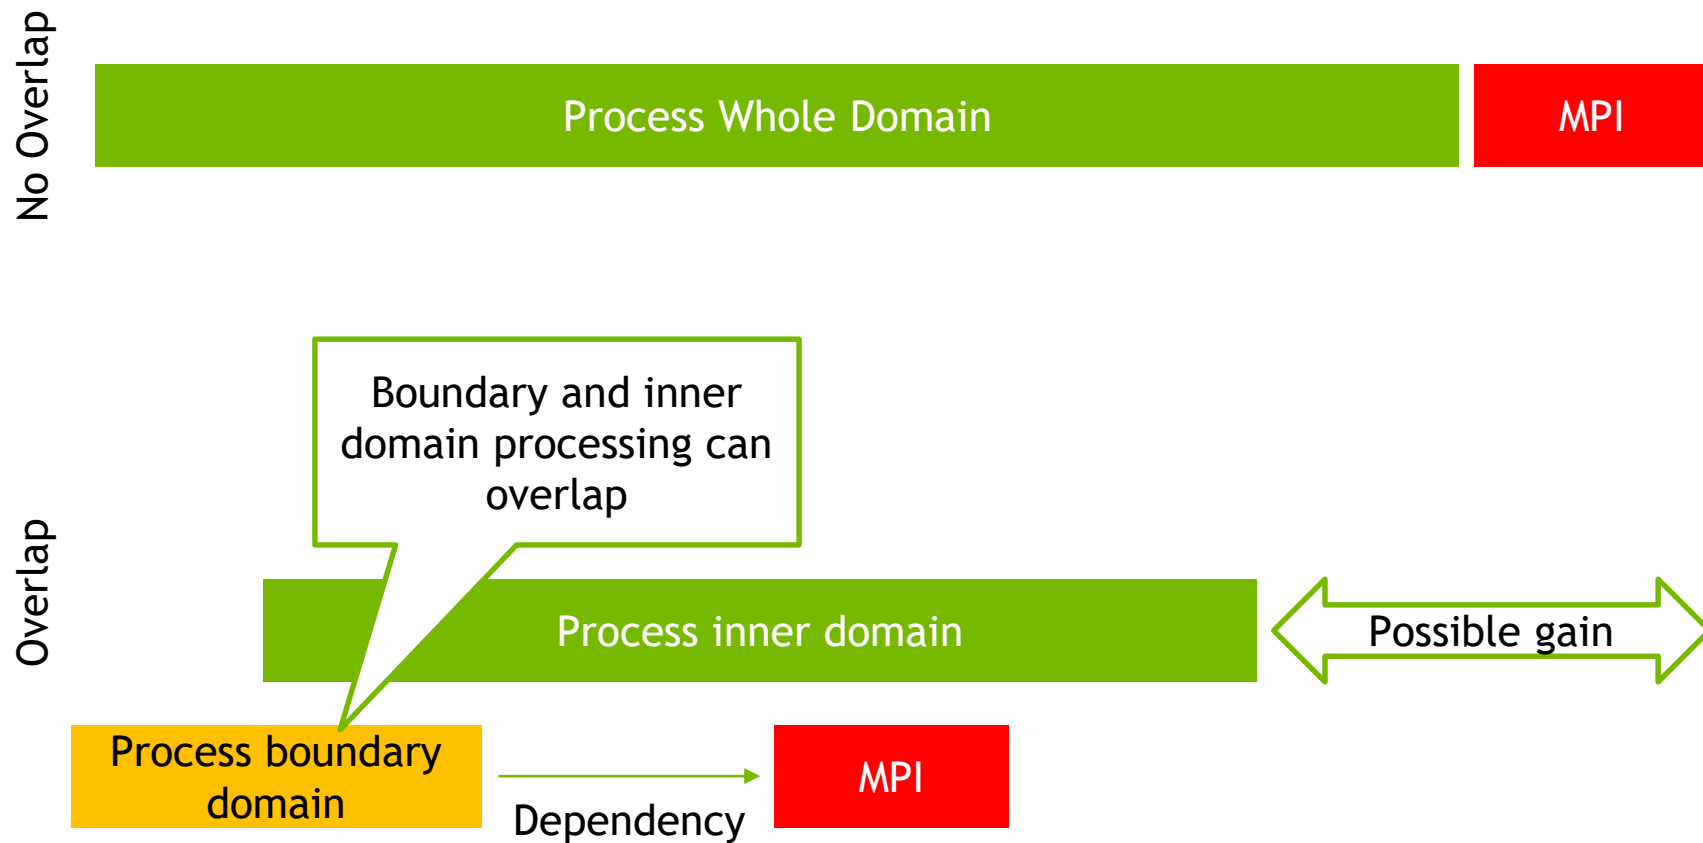 No Overlap
Process Whole Domain
MPI
Boundary and inner
domain processing can
overlap
Overlap
Process inner domain
Possible gain
Process boundary
domain
Dependency
MPI